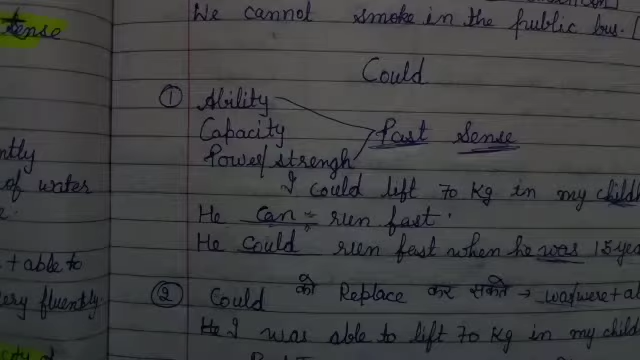 tense
We cannot smoke in the public bus.
Could
① Ability
Capacity Past Sense
Power/strengh
ntly
I could lift 70 Kg in my child
of water
He can run fast.
He could run fast when he was 15 yea
+ able to
② Could को Replace कर सकते → was/were + a
ery fluently.
He I was able to lift 70 Kg in my child